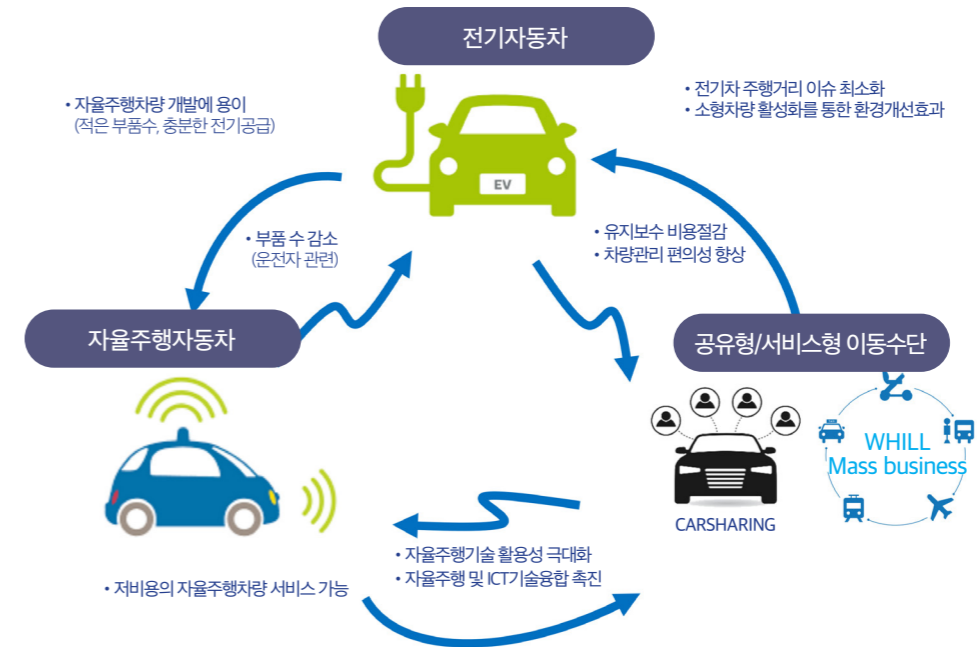 전기자동차
• 자율주행차량 개발에 용이
(적은 부품수, 충분한 전기공급)
• 전기차 주행거리 이슈 최소화
• 소형차량 활성화를 통한 환경개선효과
EV
• 부품 수 감소
(운전자 관련)
• 유지보수 비용절감
• 차량관리 편의성 향상
자율주행자동차
공유형/서비스형 이동수단
WHILL
Mass business
CARSHARING
• 자율주행기술 활용성 극대화
• 자율주행 및 ICT기술융합 촉진
• 저비용의 자율주행차량 서비스 가능